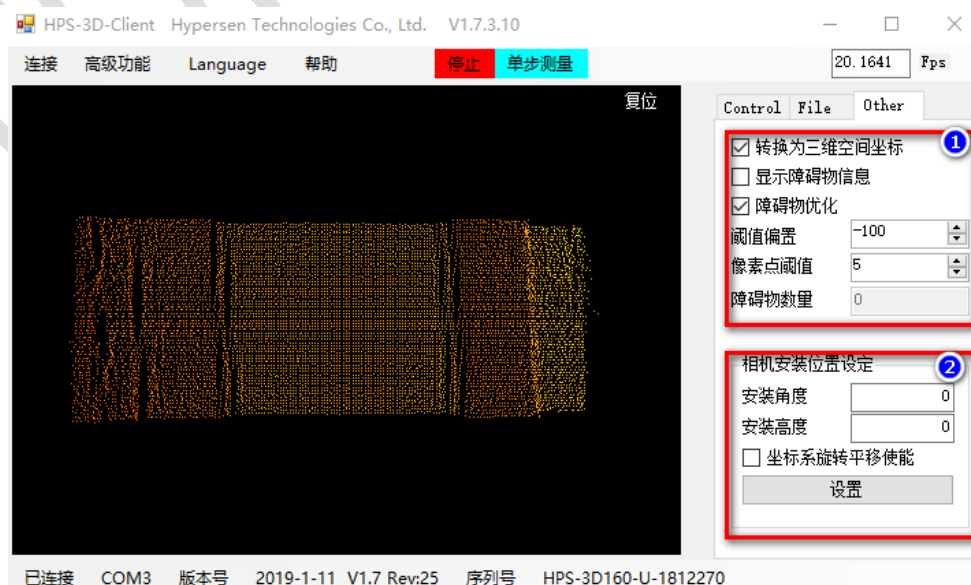 HPS-3D-Client Hypersen Technologies Co., Ltd. V1.7.3.10
连接 高级功能 Language 帮助 停止 单步测量 20.1641 Fps
复位
Control File Other
1
转换为三维空间坐标
显示障碍物信息
障碍物优化
阈值偏置 -100
像素点阈值 5
障碍物数量 0
2
相机安装位置设定
安装角度 0
安装高度 0
坐标系旋转平移使能
设置
已连接 COM3 版本号 2019-1-11 V1.7 Rev:25 序列号 HPS-3D160-U-1812270